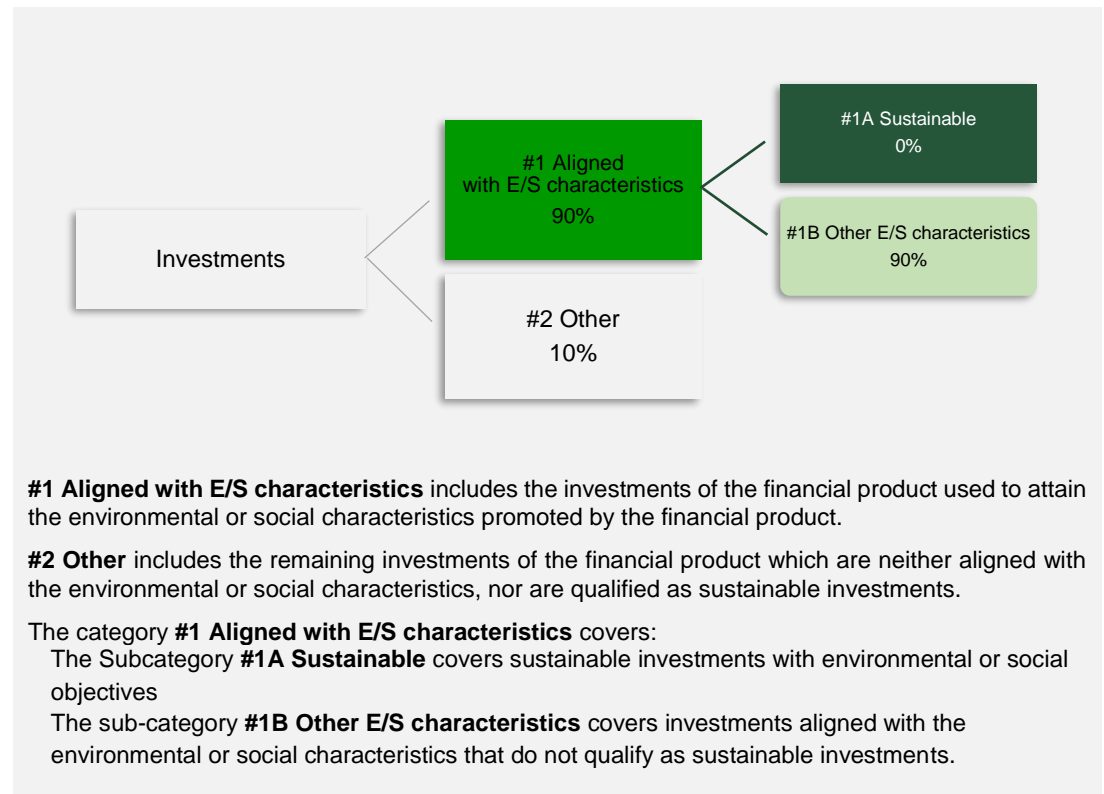 #1A Sustainable
0%
#1 Aligned
with E/S characteristics
90%
#1B Other E/S characteristics
90%
Investments
#2 Other
10%
#1 Aligned with E/S characteristics includes the investments of the financial product used to attain
the environmental or social characteristics promoted by the financial product.
#2 Other includes the remaining investments of the financial product which are neither aligned with
the environmental or social characteristics, nor are qualified as sustainable investments.
The category #1 Aligned with E/S characteristics covers:
The Subcategory #1A Sustainable covers sustainable investments with environmental or social
objectives
The sub-category #1B Other E/S characteristics covers investments aligned with the
environmental or social characteristics that do not qualify as sustainable investments.